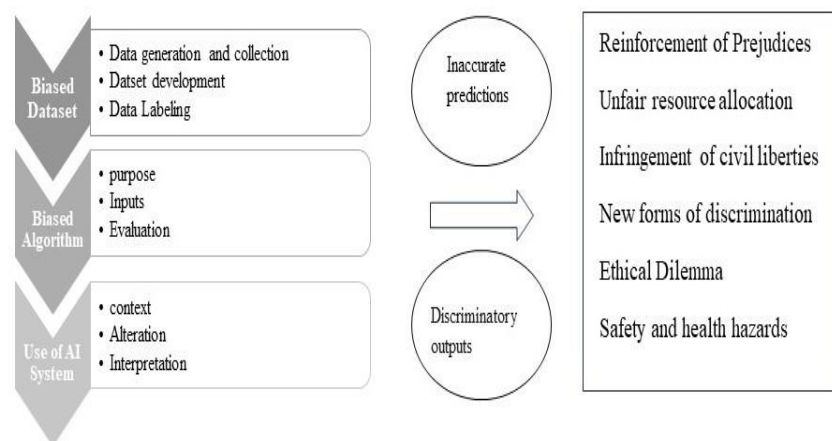 Biased
Dataset
• Data generation and collection
• Datset development
• Data Labeling
Biased
Algorithm
• purpose
• Inputs
• Evaluation
Use of AI
System
• context
• Alteration
• Interpretation
Inaccurate
predictions
Discriminatory
outputs
Reinforcement of Prejudices
Unfair resource allocation
Infringement of civil liberties
New forms of discrimination
Ethical Dilemma
Safety and health hazards